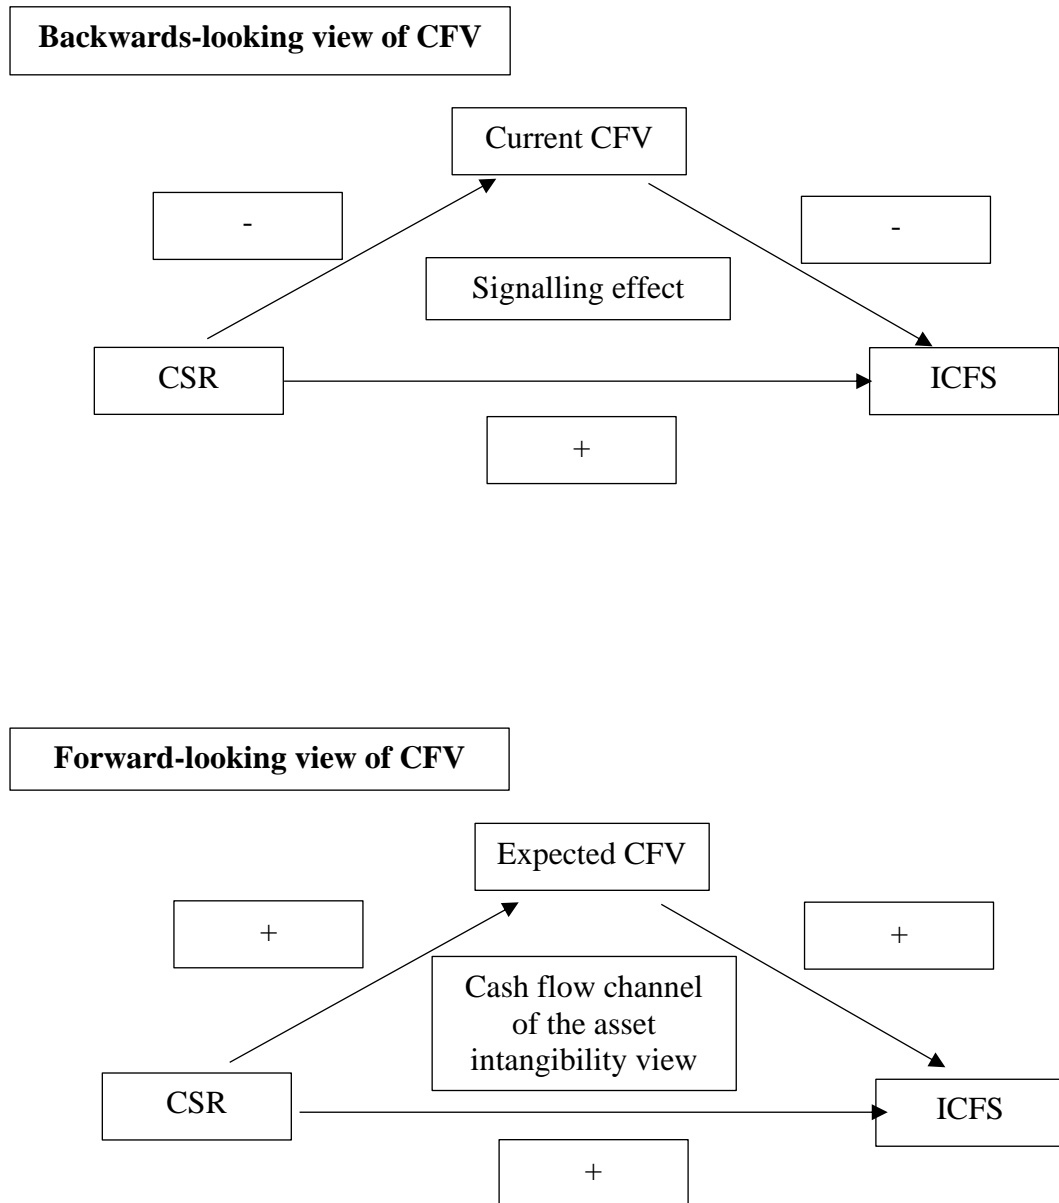 Backwards-looking view of CFV
Current CFV
-
-
Signalling effect
CSR
ICFS
+
Forward-looking view of CFV
Expected CFV
+
+
Cash flow channel
of the asset
intangibility view
CSR
ICFS
+